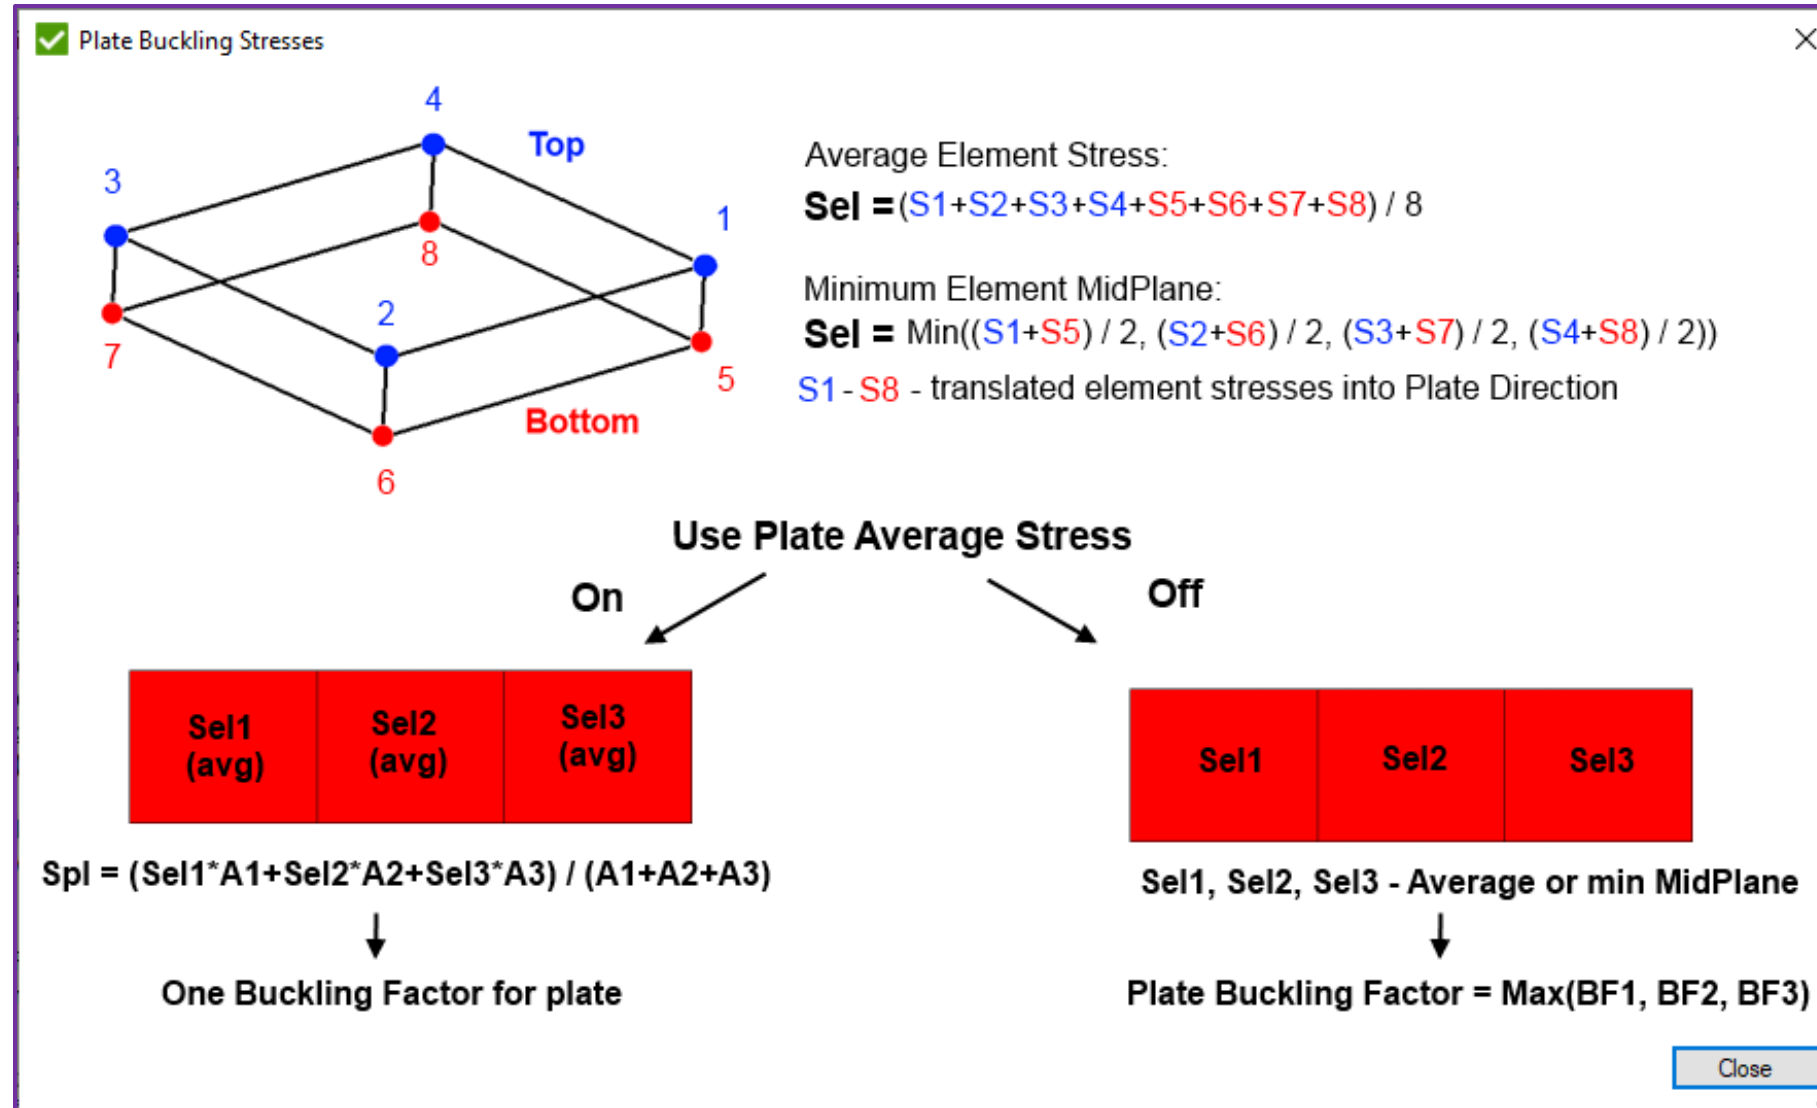 Plate Buckling Stresses
4
Top
3
1
8
2
7
5
Bottom
6
Average Element Stress:
Sel =(S1+S2+S3+S4+S5+S6+S7+S8) / 8
Minimum Element MidPlane:
Sel = Min((S1+S5) / 2, (S2+S6) / 2, (S3+S7) / 2, (S4+S8) / 2))
S1 - S8 - translated element stresses into Plate Direction
Use Plate Average Stress
On
Off
Sel1
(avg)
Sel2
(avg)
Sel3
(avg)
Spl = (Sel1*A1+Sel2*A2+Sel3*A3) / (A1+A2+A3)
One Buckling Factor for plate
Sel1
Sel2
Sel3
Sel1, Sel2, Sel3 - Average or min MidPlane
Plate Buckling Factor = Max(BF1, BF2, BF3)
Close